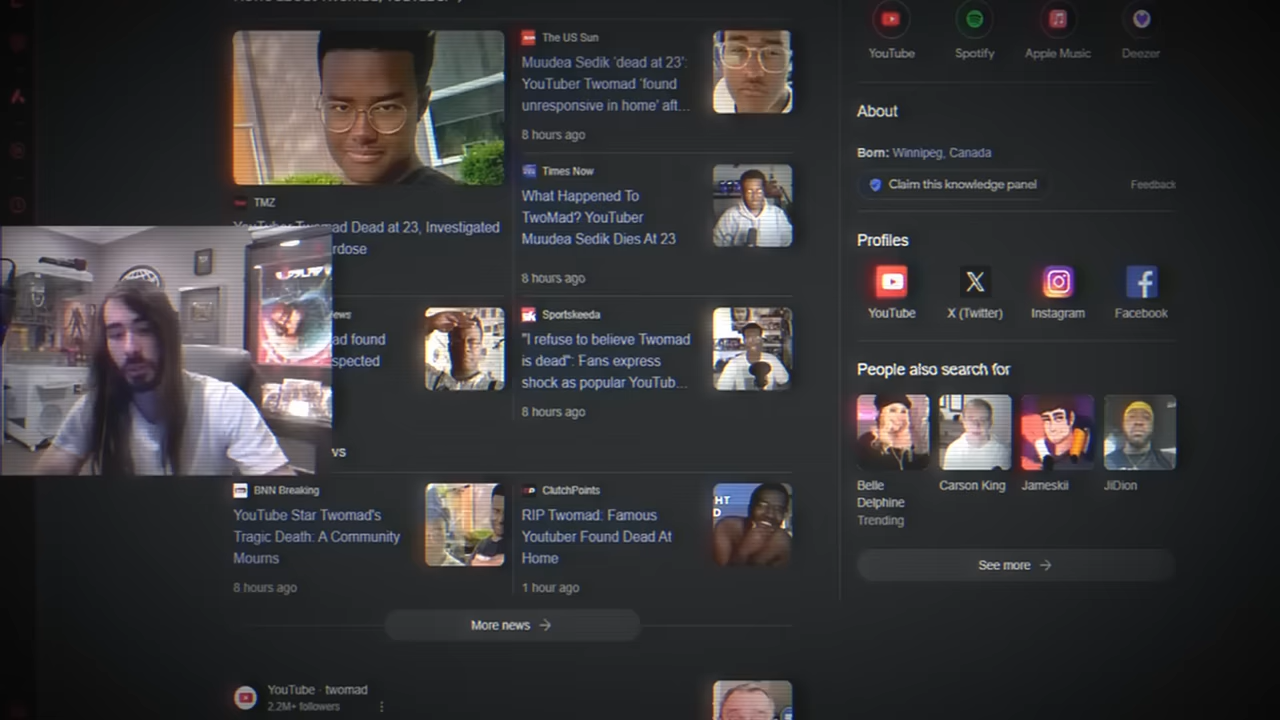 YouTube
Spotify
Apple Music
Deezer
The US Sun
Muudea Sedik 'dead at 23':
YouTuber Twomad 'found
unresponsive in home' aft...
8 hours ago
TMZ
Dead at 23, Investigated
Times Now
What Happened To
TwoMad? YouTuber
Muudea Sedik Dies At 23
8 hours ago
found
Sportskeeda
"I refuse to believe Twomad
is dead": Fans express
shock as popular YouTub...
8 hours ago
BNN Breaking
YouTube Star Twomad's
Tragic Death: A Community
Mourns
8 hours ago
ClutchPoints
RIP Twomad: Famous
Youtuber Found Dead At
Home
1 hour ago
More news
YouTube · twomad
2.2M+ followers
About
Born: Winnipeg, Canada
Claim this knowledge panel
Feedback
Profiles
YouTube
X (Twitter)
Instagram
Facebook
People also search for
Belle
Delphine
Trending
Carson King
Jameskii
JiDion
See more